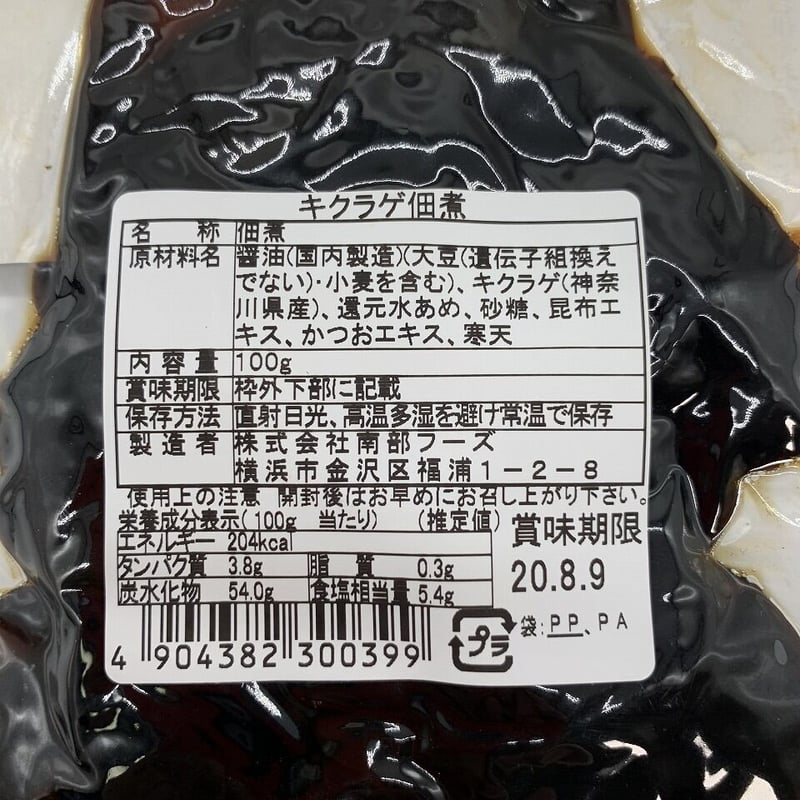 キクラゲ佃煮
名 称 佃煮
原材料名 醤油(国内製造)(大豆(遺伝子組換え
でない)・小麦を含む)、キクラゲ(神奈
川県産)、還元水あめ、砂糖、昆布エ
キス、かつおエキス、寒天
内容量 100g
賞味期限 枠外下部に記載
保存方法 直射日光、高温多湿を避け常温で保存
製造者 株式会社南部フーズ
横浜市金沢区福浦1-2-8
使用上の注意 開封後はお早めにお召し上がり下さい。
栄養成分表示(100g 当たり) (推定値)
エネルギー 204kcal
タンパク質 3.8g 脂質 0.3g
炭水化物 54.0g 食塩相当量 5.4g
賞味期限
20.8.9
プラ 袋:PP、PA
4 904382 300399